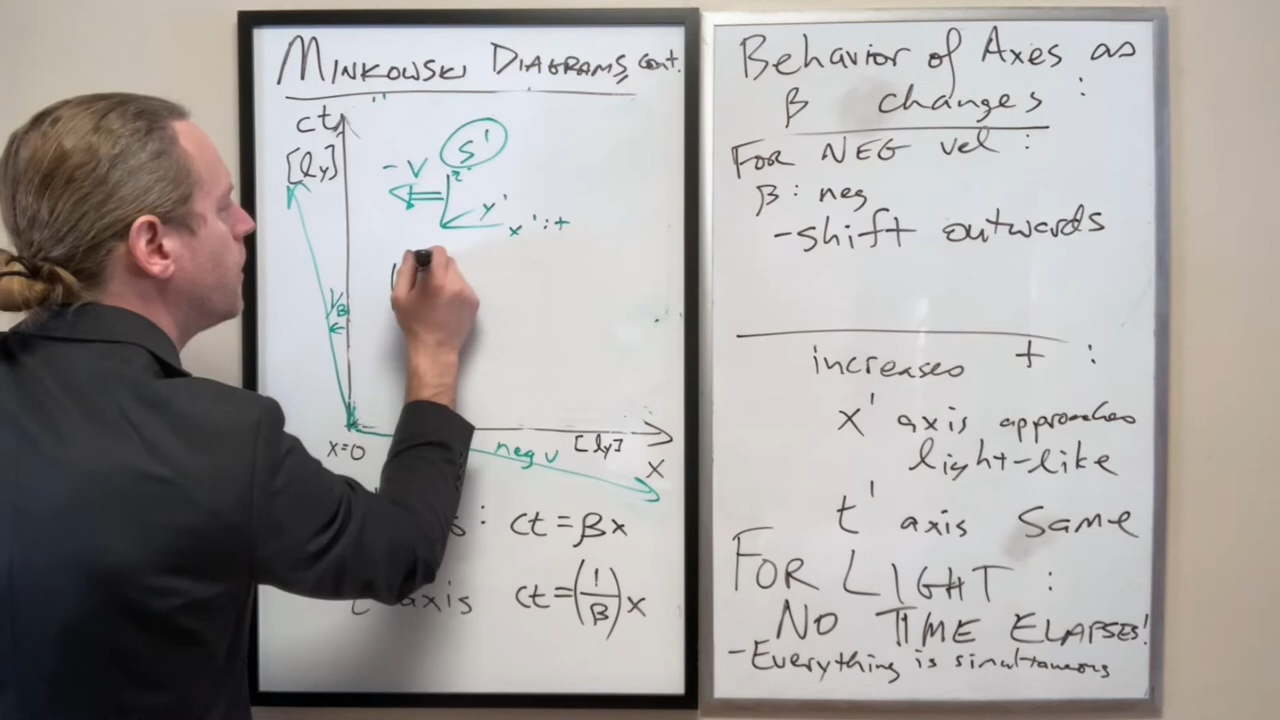 MINKOWSKI DIAGRAMS, cont.
ct
[ly]
S'
-V
y'
x' : +
1/β
x=0
neg v
[ly]
x
: ct = βx
axis ct = (1/β) x
Behavior of Axes as
β changes :
FOR NEG vel :
β : neg
-shift outwards
increases + :
x' axis approaches
light-like
t' axis same
FOR LIGHT :
NO TIME ELAPSES!
-Everything is simultaneous